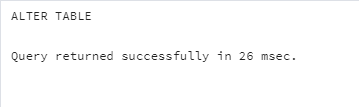 ALTER TABLE
Query returned successfully in 26 msec.